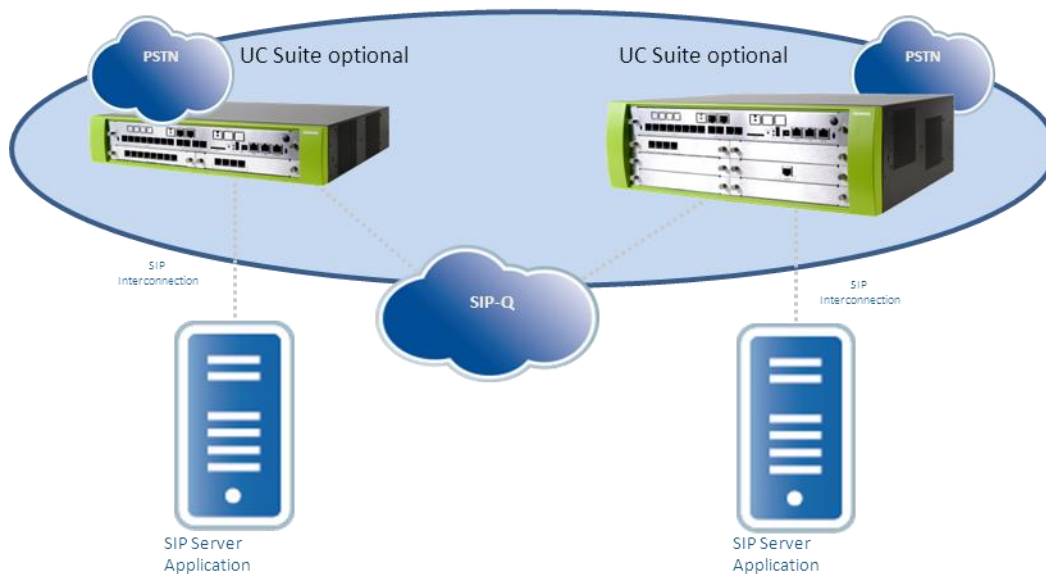 PSTN
UC Suite optional
UC Suite optional
PSTN
SIP
Interconnection
SIP
Interconnection
SIP-Q
SIP Server
Application
SIP Server
Application